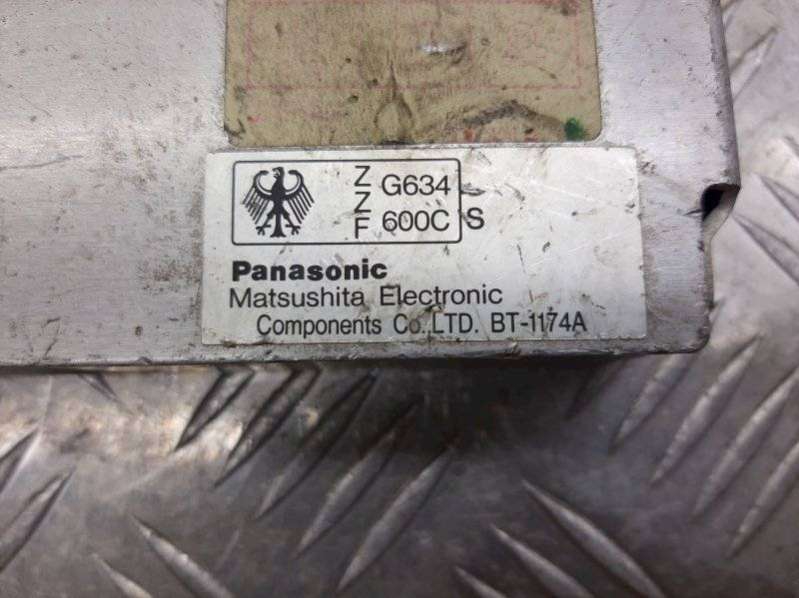 Z
Z
F
G634
600C S
Panasonic
Matsushita Electronic
Components Co.,LTD. BT-1174A